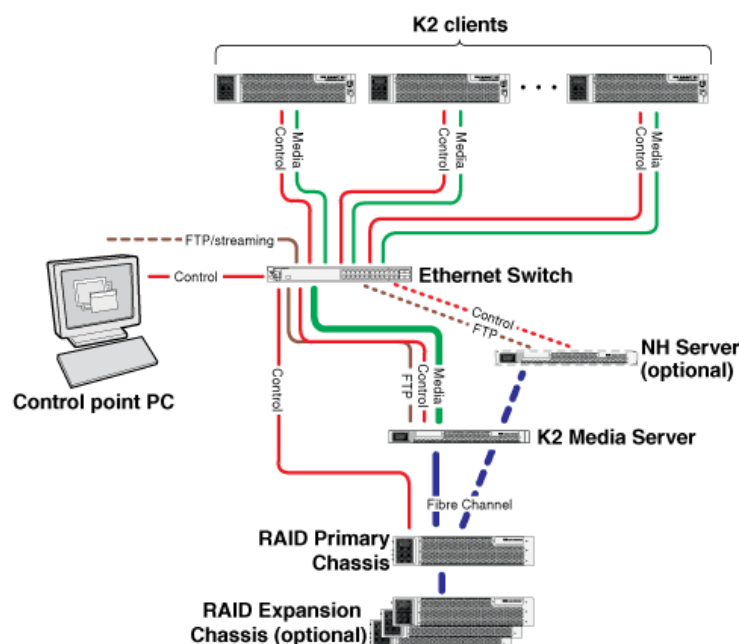 K2 clients
Control
Media
Control
Media
Control
Media
FTP/streaming
Control
Ethernet Switch
Control
FTP
NH Server
(optional)
Control point PC
Control
FTP
Control
Media
K2 Media Server
Fibre Channel
RAID Primary
Chassis
RAID Expansion
Chassis (optional)